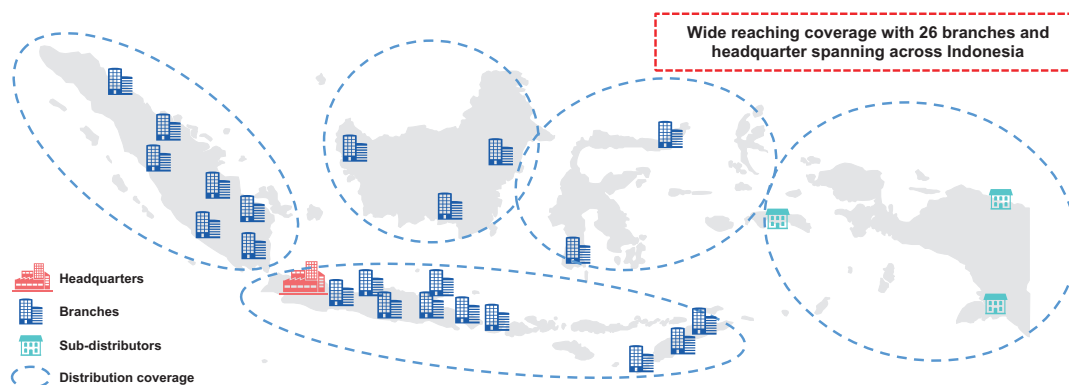 Wide reaching coverage with 26 branches and
headquarter spanning across Indonesia
Headquarters
Branches
Sub-distributors
Distribution coverage